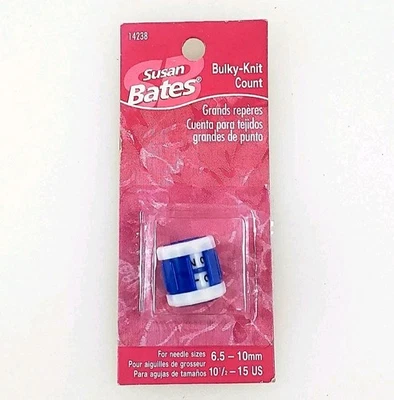 14238
Susan
Bates®
Bulky-Knit
Count
Grands repères
Cuenta para tejidos
grandes de punto
For needle sizes 6.5 – 10mm
Pour aiguilles de grosseur
Para agujas de tamaños 10½ – 15 US